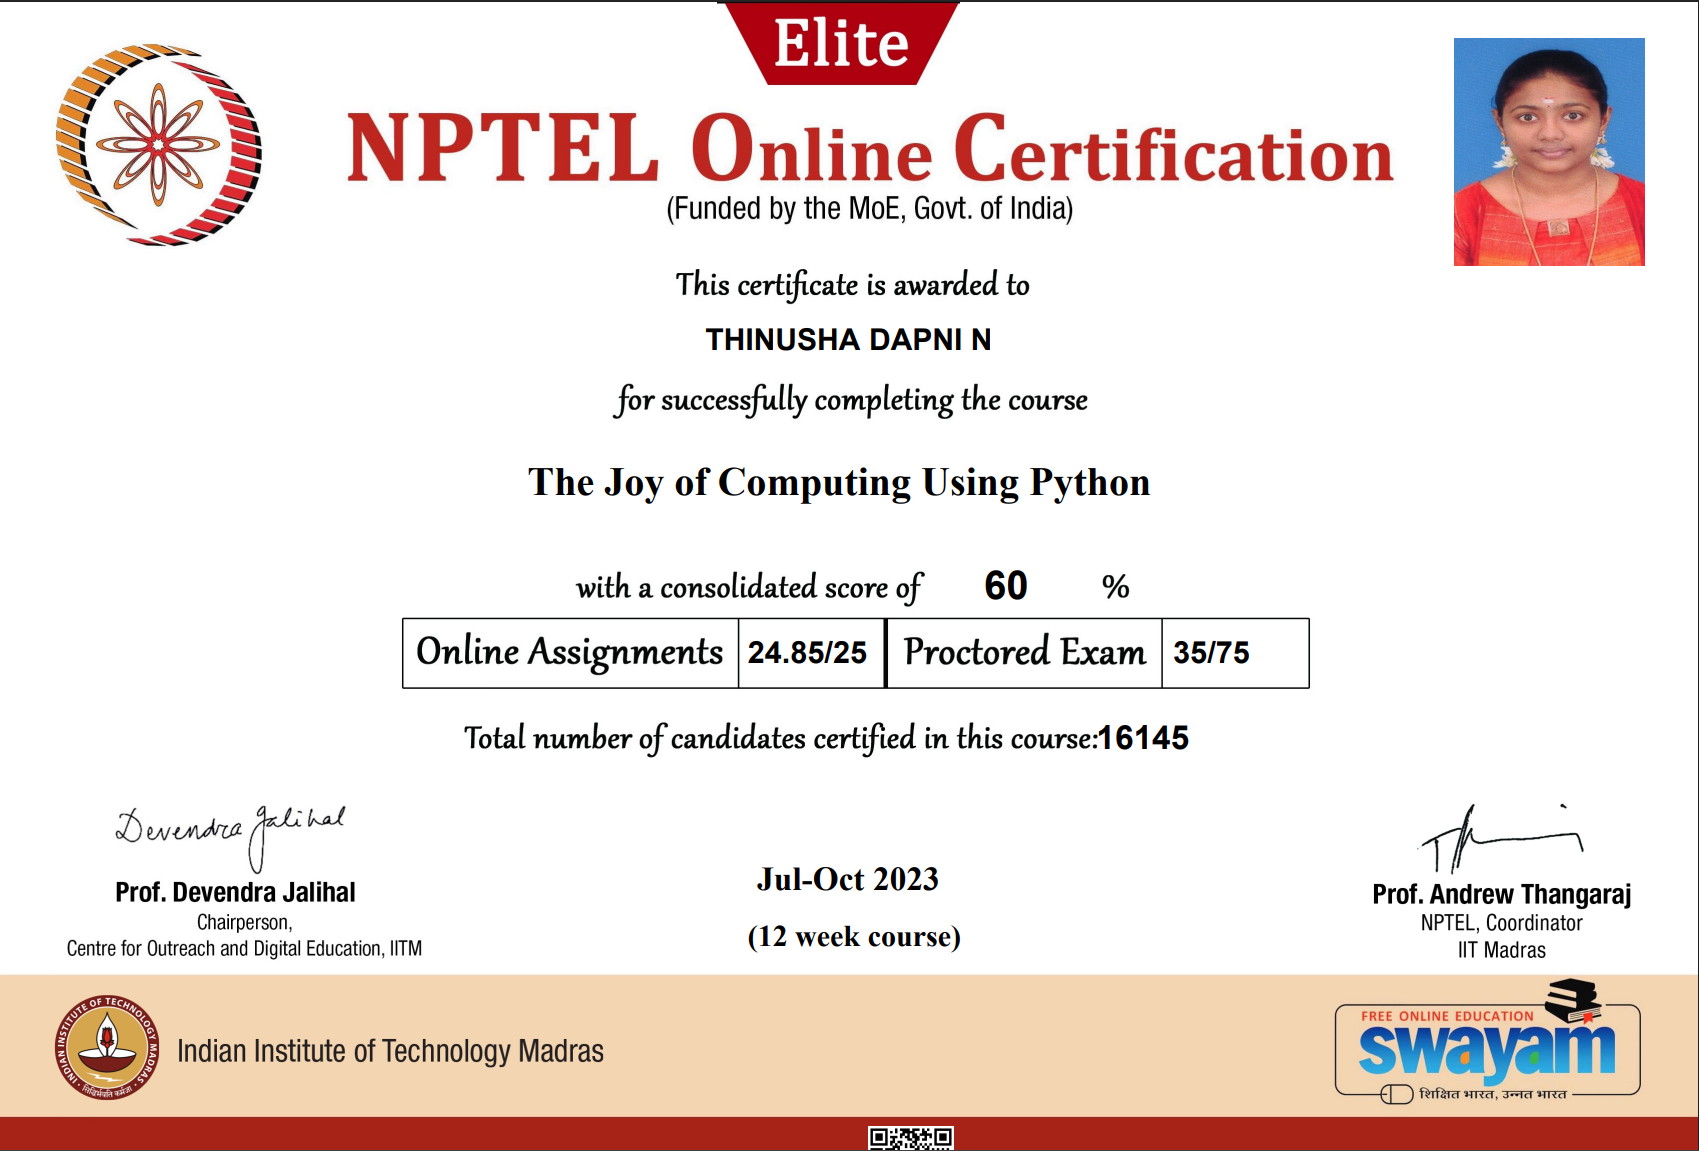 Elite
NPTEL Online Certification
(Funded by the MoE, Govt. of India)
This certificate is awarded to
THINUSHA DAPNI N
for successfully completing the course
The Joy of Computing Using Python
with a consolidated score of 60 %
Online Assignments 24.85/25 Proctored Exam 35/75
Total number of candidates certified in this course:16145
Devendra Jalihal
Prof. Devendra Jalihal
Chairperson,
Centre for Outreach and Digital Education, IITM
Jul-Oct 2023
(12 week course)
Prof. Andrew Thangaraj
NPTEL, Coordinator
IIT Madras
INDIAN INSTITUTE OF TECHNOLOGY MADRAS
सिद्धिर्भवति कर्मजा
Indian Institute of Technology Madras
FREE ONLINE EDUCATION
swayam
शिक्षित भारत, उन्नत भारत